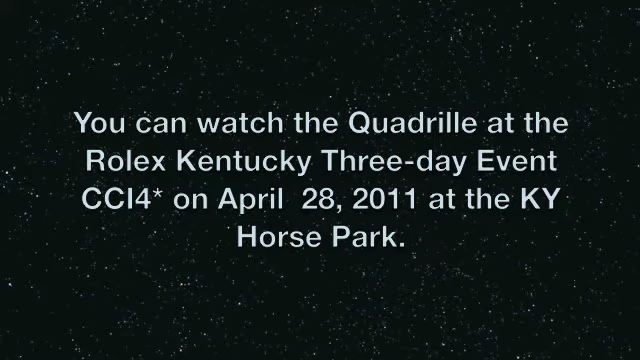 You can watch the Quadrille at the
Rolex Kentucky Three-day Event
CCI4* on April  28, 2011 at the KY
Horse Park.